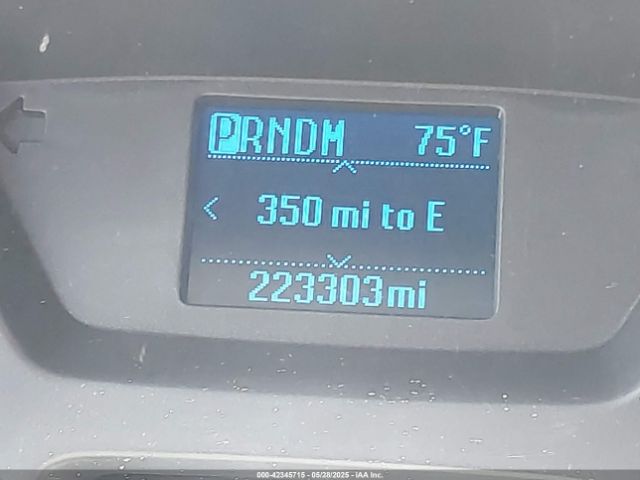 PRNDM 75°F
350 mi to E
223303mi
000-42345715 - 05/28/2025 - IAA Inc.